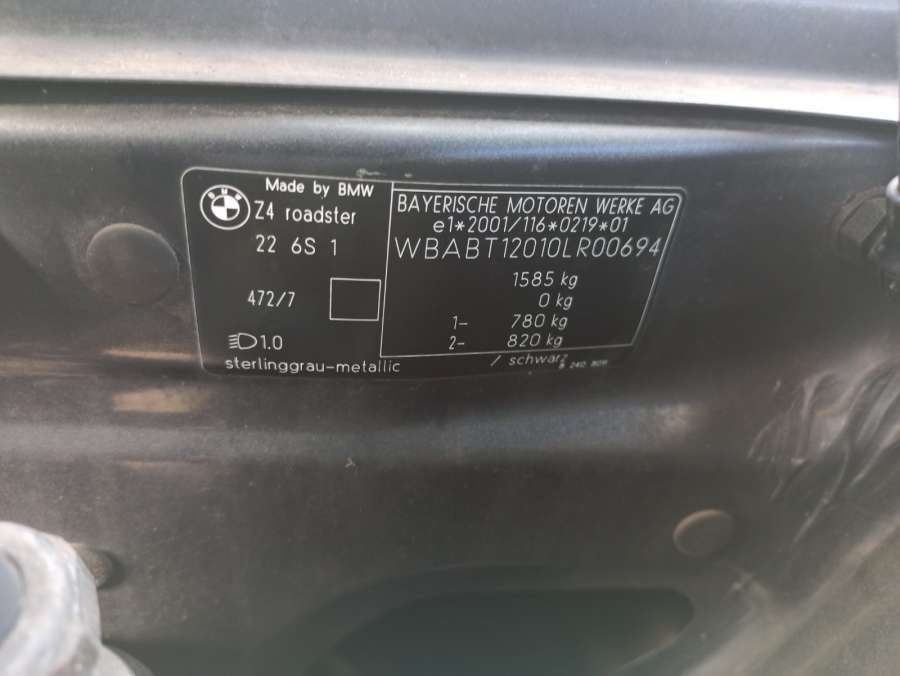 BMW
Made by BMW
Z4 roadster
22 6S 1
472/7
1.0
sterlinggrau-metallic / schwarz
BAYERISCHE MOTOREN WERKE AG
e1*2001/116*0219*01
WBABT12010LR00694
1585 kg
0 kg
1- 780 kg
2- 820 kg